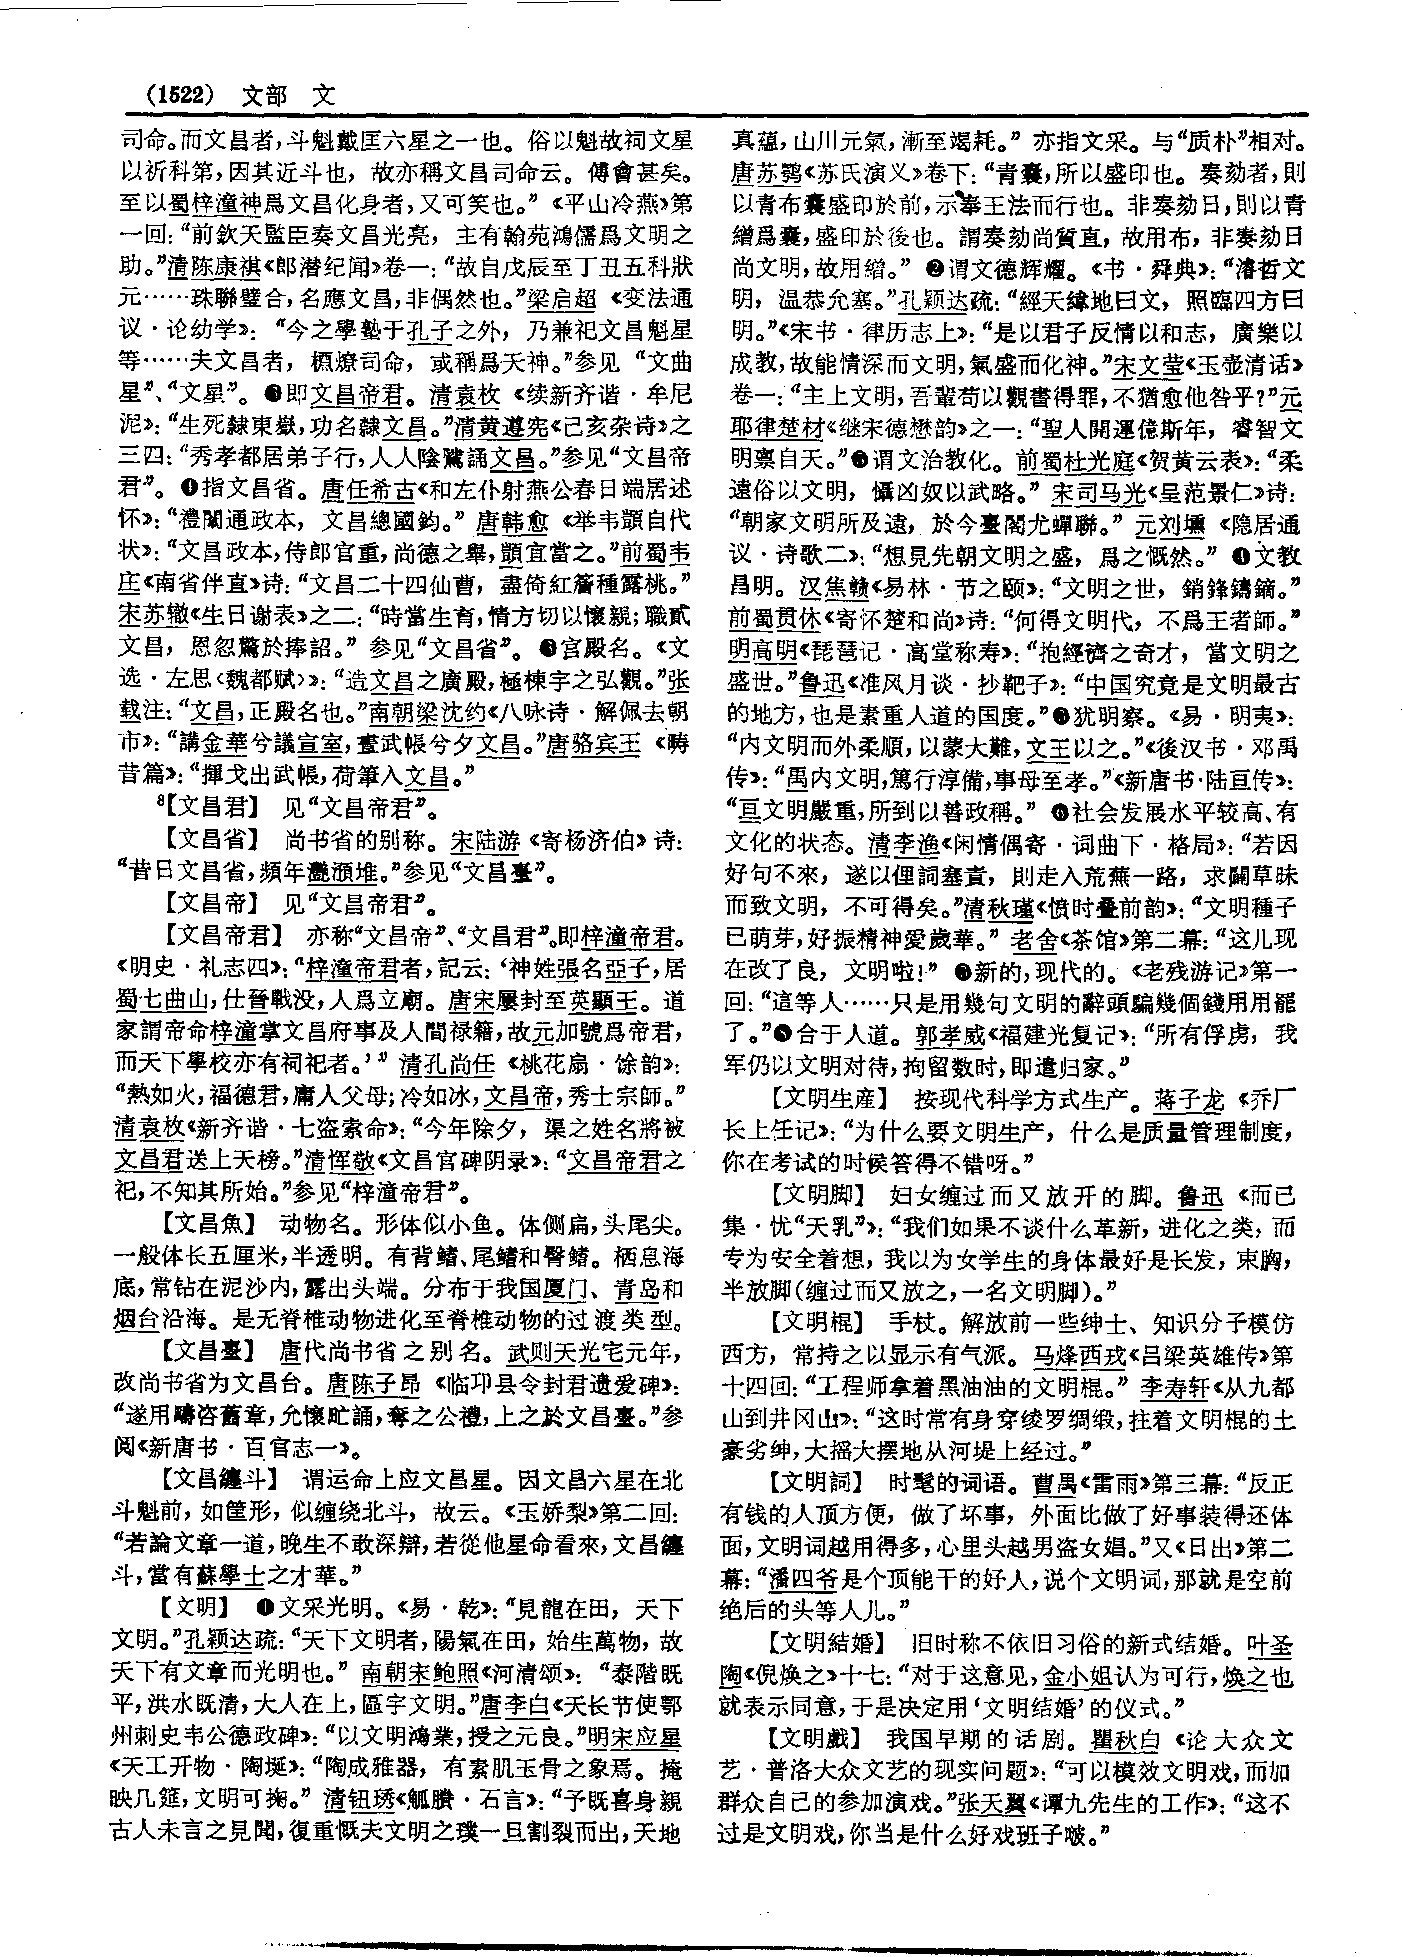 (1522) 文部 文
司命。而文昌者，斗魁戴匡六星之一也。俗以魁故祠文星
以祈科第，因其近斗也，故亦稱文昌司命云。傅會甚矣。
至以蜀梓潼神爲文昌化身者，又可笑也。”《平山冷燕》第
一回：“前欽天監臣奏文昌光亮，主有翰苑鴻儒爲文明之
助。”清陈康祺《郎潜纪闻》卷一：“故自戊辰至丁丑五科狀
元……珠聯璧合，名應文昌，非偶然也。”梁启超《变法通
议·论幼学》：“今之學塾于孔子之外，乃兼祀文昌魁星
等……夫文昌者，槱燎司命，或稱爲天神。”参见“文曲
星”、“文星”。❸即文昌帝君。清袁枚《续新齐谐·牟尼
泥》：“生死隸東嶽，功名隸文昌。”清黄遵宪《己亥杂诗》之
三四：“秀孝都居弟子行，人人陰騭誦文昌。”参见“文昌帝
君”。❹指文昌省。唐任希古《和左仆射燕公春日端居述
怀》：“禮闈通政本，文昌總國鈞。”唐韩愈《举韦顗自代
状》：“文昌政本，侍郎官重，尚德之舉，顗宜當之。”前蜀韦
庄《南省伴直》诗：“文昌二十四仙曹，盡倚紅簷種露桃。”
宋苏辙《生日谢表》之二：“時當生育，情方切以懷親；職貳
文昌，恩忽驚於捧詔。”参见“文昌省”。❺宫殿名。《文
选·左思〈魏都赋〉》：“造文昌之廣殿，極棟宇之弘觀。”张
载注：“文昌，正殿名也。”南朝梁沈约《八咏诗·解佩去朝
市》：“講金華兮議宣室，晝武帳兮夕文昌。”唐骆宾王《畴
昔篇》：“揮戈出武帳，荷筆入文昌。”
⁸【文昌君】 见“文昌帝君”。
【文昌省】 尚书省的别称。宋陆游《寄杨济伯》诗：
“昔日文昌省，頻年灩澦堆。”参见“文昌臺”。
【文昌帝】 见“文昌帝君”。
【文昌帝君】 亦称“文昌帝”、“文昌君”。即梓潼帝君。
《明史·礼志四》：“梓潼帝君者，記云：‘神姓張名亞子，居
蜀七曲山，仕晉戰没，人爲立廟。唐宋屢封至英顯王。道
家謂帝命梓潼掌文昌府事及人間禄籍，故元加號爲帝君，
而天下學校亦有祠祀者。’”清孔尚任《桃花扇·馀韵》：
“熱如火，福德君，庸人父母；冷如冰，文昌帝，秀士宗師。”
清袁枚《新齐谐·七盗索命》：“今年除夕，渠之姓名將被
文昌君送上天榜。”清恽敬《文昌宫碑阴录》：“文昌帝君之
祀，不知其所始。”参见“梓潼帝君”。
【文昌魚】 动物名。形体似小鱼。体侧扁，头尾尖。
一般体长五厘米，半透明。有背鳍、尾鳍和臀鳍。栖息海
底，常钻在泥沙内，露出头端。分布于我国厦门、青岛和
烟台沿海。是无脊椎动物进化至脊椎动物的过渡类型。
【文昌臺】 唐代尚书省之别名。武则天光宅元年，
改尚书省为文昌台。唐陈子昂《临邛县令封君遗爱碑》：
“遂用疇咨舊章，允懷甿誦，奪之公禮，上之於文昌臺。”参
阅《新唐书·百官志一》。
【文昌纏斗】 谓运命上应文昌星。因文昌六星在北
斗魁前，如筐形，似缠绕北斗，故云。《玉娇梨》第二回：
“若論文章一道，晚生不敢深辯，若從他星命看來，文昌纏
斗，當有蘇學士之才華。”
【文明】 ❶文采光明。《易·乾》：“見龍在田，天下
文明。”孔颖达疏：“天下文明者，陽氣在田，始生萬物，故
天下有文章而光明也。”南朝宋鲍照《河清颂》：“泰階既
平，洪水既清，大人在上，區宇文明。”唐李白《天长节使鄂
州刺史韦公德政碑》：“以文明鴻業，授之元良。”明宋应星
《天工开物·陶埏》：“陶成雅器，有素肌玉骨之象焉。掩
映几筵，文明可掬。”清钮琇《觚賸·石言》：“予既喜身親
古人未言之見聞，復重慨夫文明之璞一旦割裂而出，天地
真蘊，山川元氣，漸至竭耗。”亦指文采。与“质朴”相对。
唐苏鹗《苏氏演义》卷下：“青囊，所以盛印也。奏劾者，則
以青布囊盛印於前，示奉王法而行也。非奏劾日，則以青
繒爲囊，盛印於後也。謂奏劾尚質直，故用布，非奏劾日
尚文明，故用繒。”❷谓文德辉耀。《书·舜典》：“濬哲文
明，温恭允塞。”孔颖达疏：“經天緯地曰文，照臨四方曰
明。”《宋书·律历志上》：“是以君子反情以和志，廣樂以
成教，故能情深而文明，氣盛而化神。”宋文莹《玉壶清话》
卷一：“主上文明，吾輩苟以觀書得罪，不猶愈他咎乎？”元
耶律楚材《继宋德懋韵》之一：“聖人開運億斯年，睿智文
明禀自天。”❸谓文治教化。前蜀杜光庭《贺黄云表》：“柔
遠俗以文明，懾凶奴以武略。”宋司马光《呈范景仁》诗：
“朝家文明所及遠，於今臺閣尤蟬聯。”元刘壎《隐居通
议·诗歌二》：“想見先朝文明之盛，爲之慨然。”❹文教
昌明。汉焦赣《易林·节之颐》：“文明之世，銷鋒鑄鏑。”
前蜀贯休《寄怀楚和尚》诗：“何得文明代，不爲王者師。”
明高明《琵琶记·高堂称寿》：“抱經濟之奇才，當文明之
盛世。”鲁迅《准风月谈·抄靶子》：“中国究竟是文明最古
的地方，也是素重人道的国度。”❺犹明察。《易·明夷》：
“内文明而外柔順，以蒙大難，文王以之。”《後汉书·邓禹
传》：“禹内文明，篤行淳備，事母至孝。”《新唐书·陆亘传》：
“亘文明嚴重，所到以善政稱。”❻社会发展水平较高、有
文化的状态。清李渔《闲情偶寄·词曲下·格局》：“若因
好句不來，遂以俚詞塞責，則走入荒蕪一路，求闢草昧
而致文明，不可得矣。”清秋瑾《愤时叠前韵》：“文明種子
已萌芽，好振精神愛歲華。”老舍《茶馆》第二幕：“这儿现
在改了良，文明啦！”❼新的，现代的。《老残游记》第一
回：“這等人……只是用幾句文明的辭頭騙幾個錢用用罷
了。”❽合于人道。郭孝威《福建光复记》：“所有俘虏，我
军仍以文明对待，拘留数时，即遣归家。”
【文明生産】 按现代科学方式生产。蒋子龙《乔厂
长上任记》：“为什么要文明生产，什么是质量管理制度，
你在考试的时候答得不错呀。”
【文明脚】 妇女缠过而又放开的脚。鲁迅《而已
集·忧“天乳”》：“我们如果不谈什么革新，进化之类，而
专为安全着想，我以为女学生的身体最好是长发，束胸，
半放脚（缠过而又放之，一名文明脚）。”
【文明棍】 手杖。解放前一些绅士、知识分子模仿
西方，常持之以显示有气派。马烽西戎《吕梁英雄传》第
十四回：“工程师拿着黑油油的文明棍。”李寿轩《从九都
山到井冈山》：“这时常有身穿绫罗绸缎，拄着文明棍的土
豪劣绅，大摇大摆地从河堤上经过。”
【文明詞】 时髦的词语。曹禺《雷雨》第三幕：“反正
有钱的人顶方便，做了坏事，外面比做了好事装得还体
面，文明词越用得多，心里头越男盗女娼。”又《日出》第二
幕：“潘四爷是个顶能干的好人，说个文明词，那就是空前
绝后的头等人儿。”
【文明結婚】 旧时称不依旧习俗的新式结婚。叶圣
陶《倪焕之》十七：“对于这意见，金小姐认为可行，焕之也
就表示同意，于是决定用‘文明结婚’的仪式。”
【文明戲】 我国早期的话剧。瞿秋白《论大众文
艺·普洛大众文艺的现实问题》：“可以模效文明戏，而加
群众自己的参加演戏。”张天翼《谭九先生的工作》：“这不
过是文明戏，你当是什么好戏班子啵。”